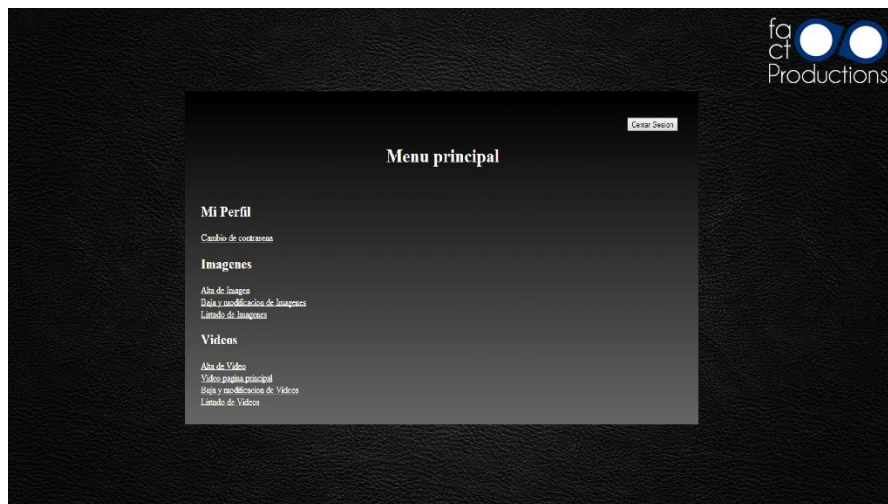 fa
ct
Productions
Cerrar Sesion
Menu principal
Mi Perfil
Cambio de contrasena
Imagenes
Alta de Imagen
Baja y modificacion de Imagenes
Listado de Imagenes
Videos
Alta de Video
Video pagina principal
Baja y modificacion de Videos
Listado de Videos